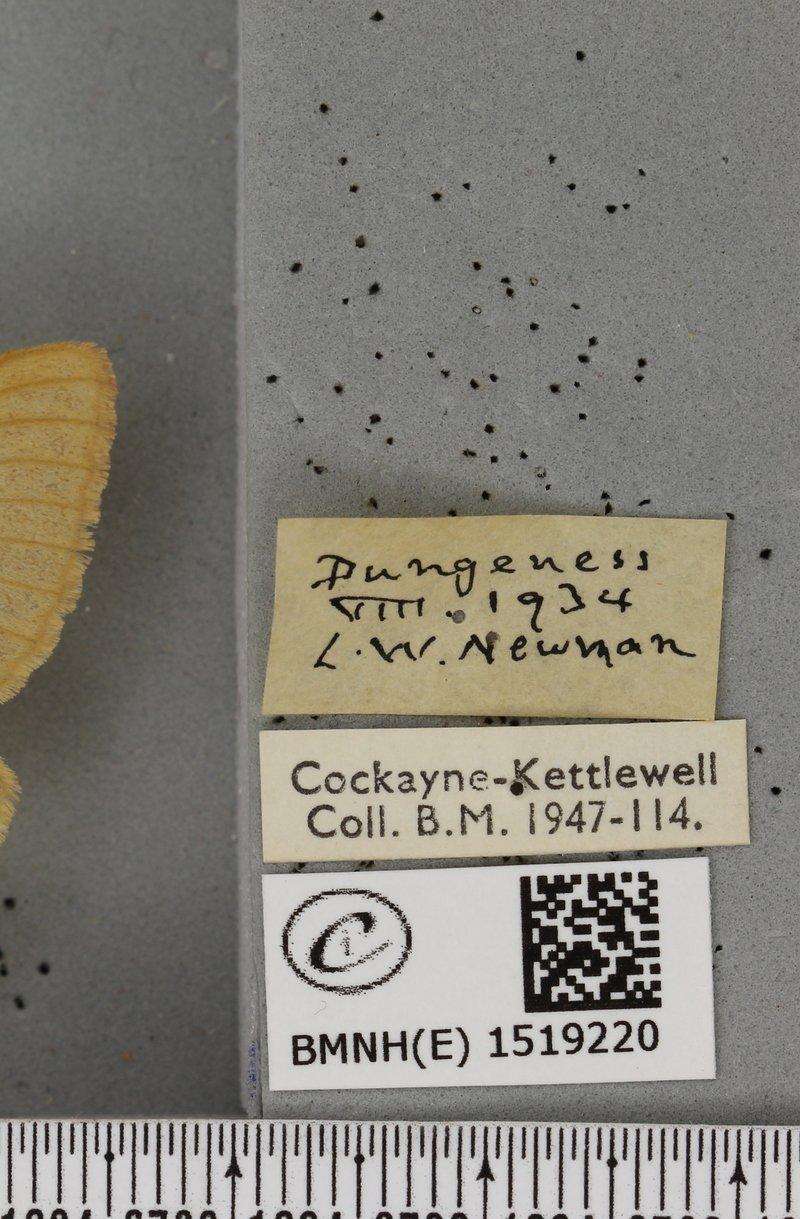 Dungeness
VIII. 1934
L.W. Newman
Cockayne-Kettlewell
Coll. B.M. 1947-114.
C
BMNH(E) 1519220